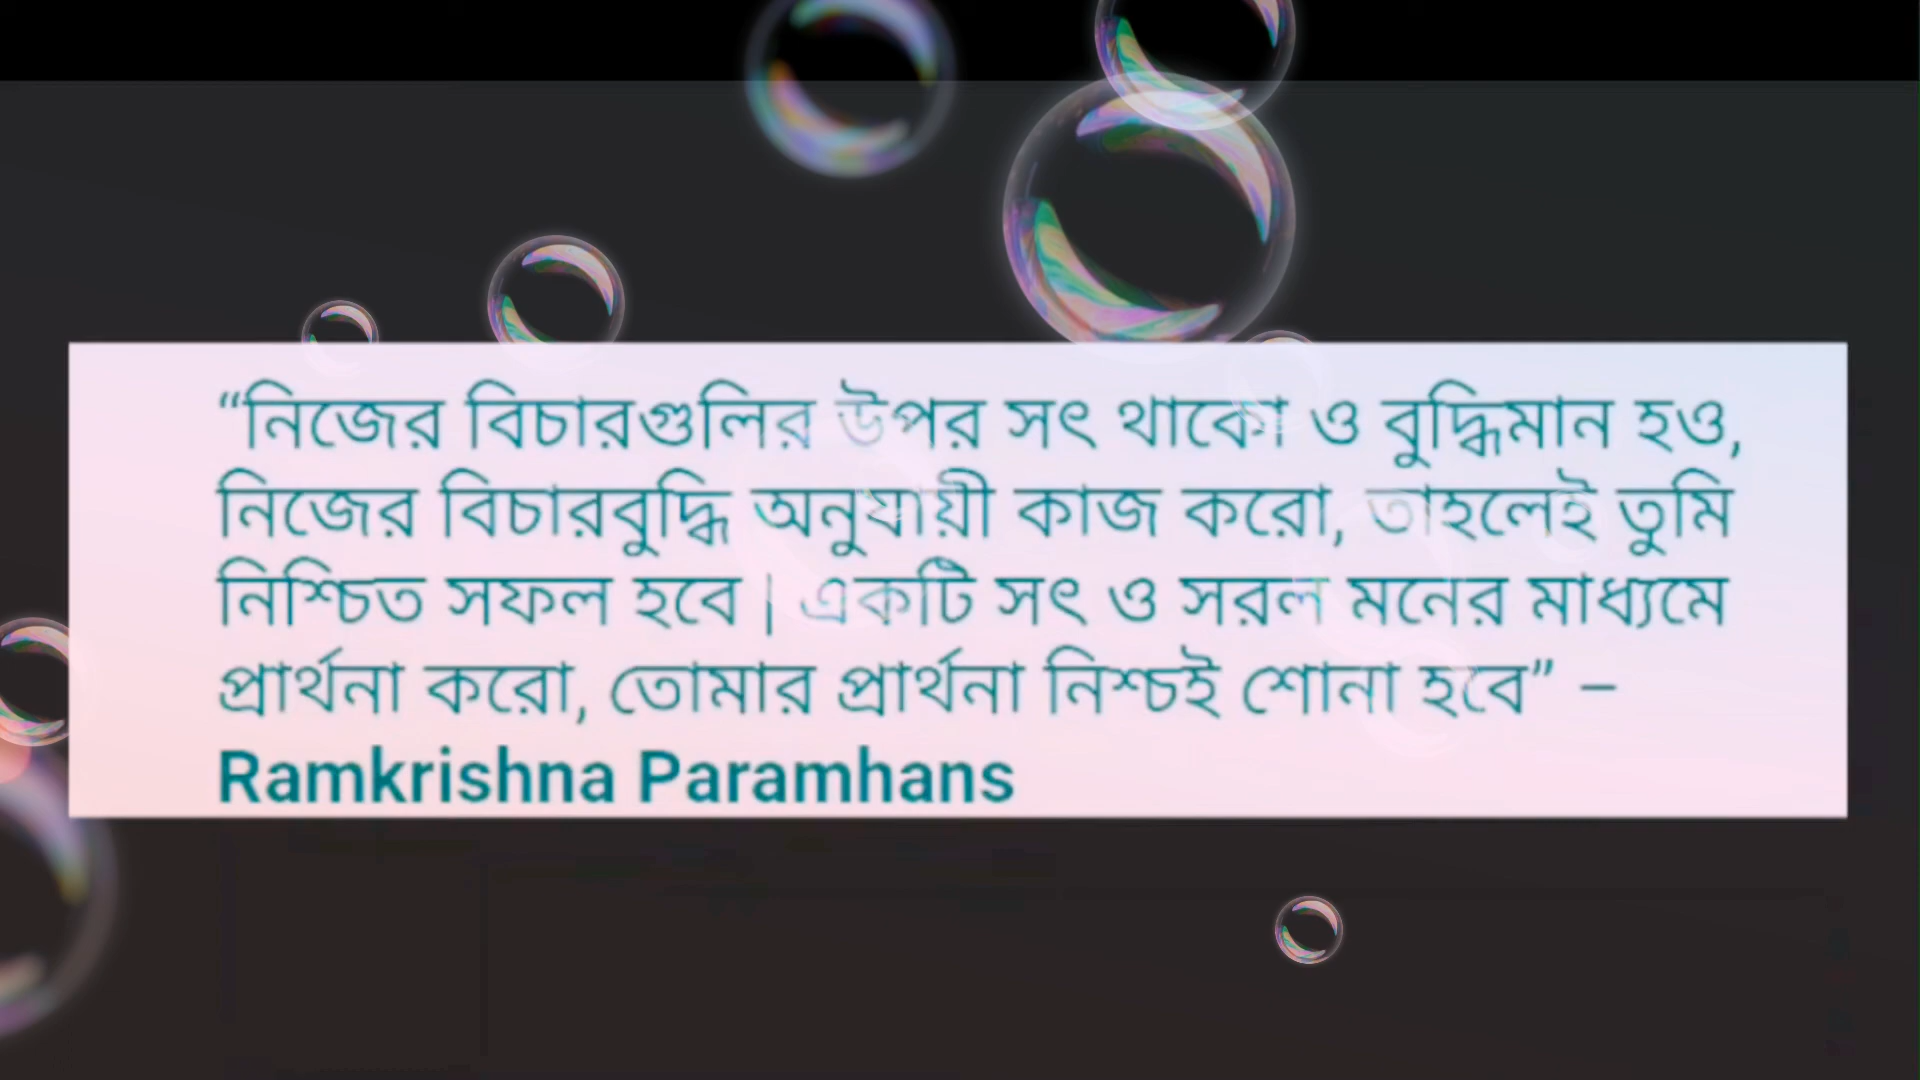 “নিজের বিচারগুলির উপর সৎ থাকো ও বুদ্ধিমান হও,
নিজের বিচারবুদ্ধি অনুযায়ী কাজ করো, তাহলেই তুমি
নিশ্চিত সফল হবে | একটি সৎ ও সরল মনের মাধ্যমে
প্রার্থনা করো, তোমার প্রার্থনা নিশ্চই শোনা হবে” –
Ramkrishna Paramhans